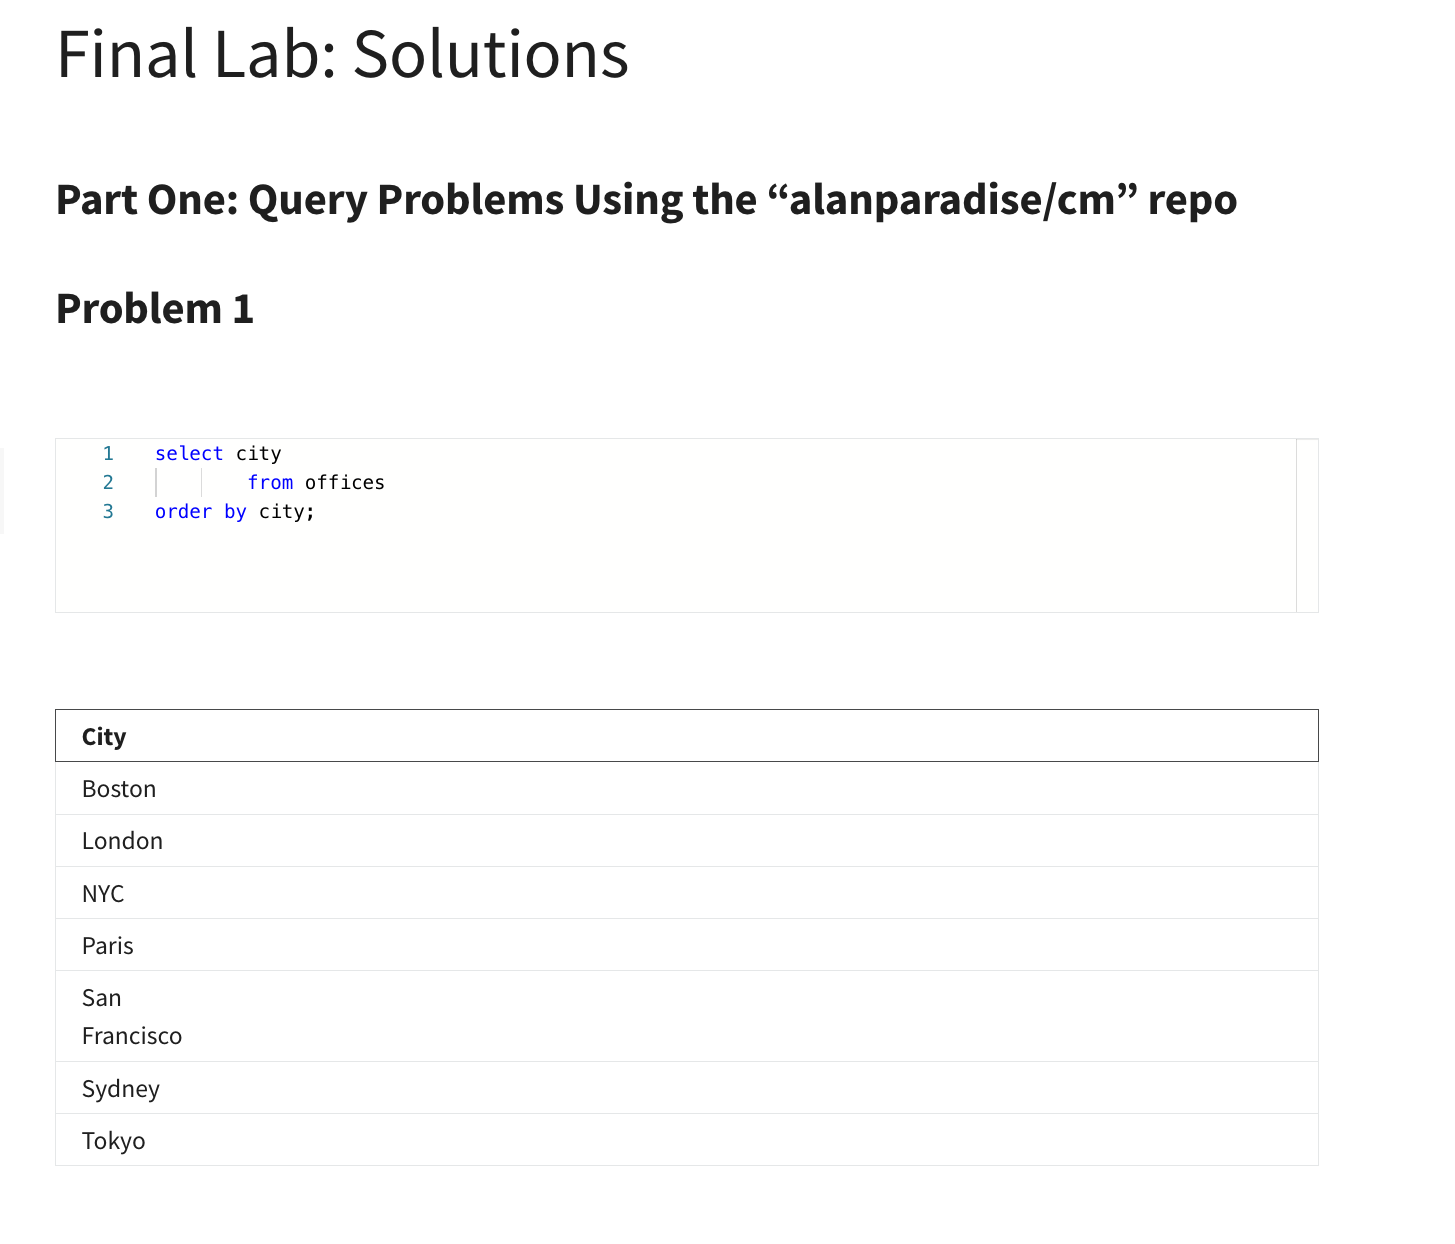 Final Lab: Solutions
Part One: Query Problems Using the “alanparadise/cm” repo
Problem 1
1 select city
2 from offices
3 order by city;
City
Boston
London
NYC
Paris
San
Francisco
Sydney
Tokyo